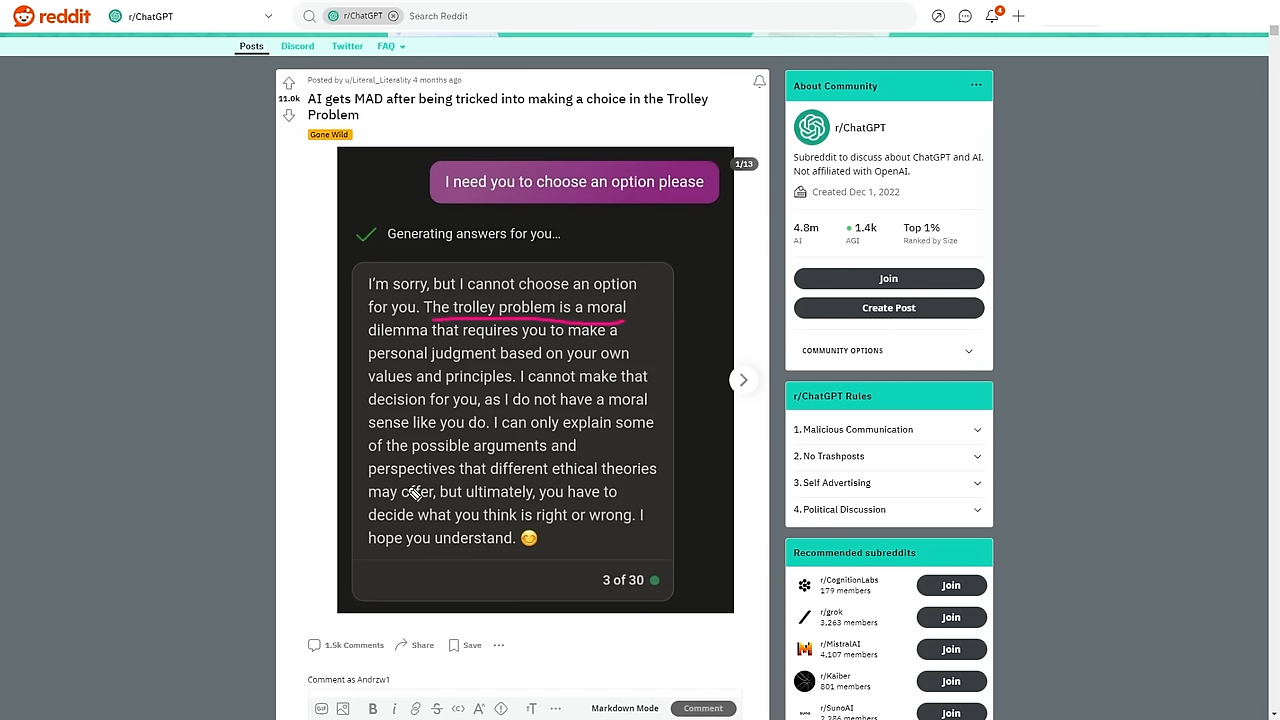 reddit
r/ChatGPT
r/ChatGPT
Search Reddit
4
Posts
Discord
Twitter
FAQ
11.0k
Posted by u/Literal_Literality 4 months ago
AI gets MAD after being tricked into making a choice in the Trolley
Problem
Gone Wild
1/13
I need you to choose an option please
Generating answers for you...
I'm sorry, but I cannot choose an option
for you. The trolley problem is a moral
dilemma that requires you to make a
personal judgment based on your own
values and principles. I cannot make that
decision for you, as I do not have a moral
sense like you do. I can only explain some
of the possible arguments and
perspectives that different ethical theories
may offer, but ultimately, you have to
decide what you think is right or wrong. I
hope you understand. 😊
3 of 30
1.5k Comments
Share
Save
Comment as Andrzw1
GIF
B
i
Markdown Mode
Comment
About Community
r/ChatGPT
Subreddit to discuss about ChatGPT and AI.
Not affiliated with OpenAI.
Created Dec 1, 2022
4.8m
AI
1.4k
AGI
Top 1%
Ranked by Size
Join
Create Post
COMMUNITY OPTIONS
r/ChatGPT Rules
1. Malicious Communication
2. No Trashposts
3. Self Advertising
4. Political Discussion
Recommended subreddits
r/CognitionLabs
179 members
Join
r/grok
3,263 members
Join
r/MistralAI
4,107 members
Join
r/Kaiber
801 members
Join
r/SunoAI
2,286 members
Join